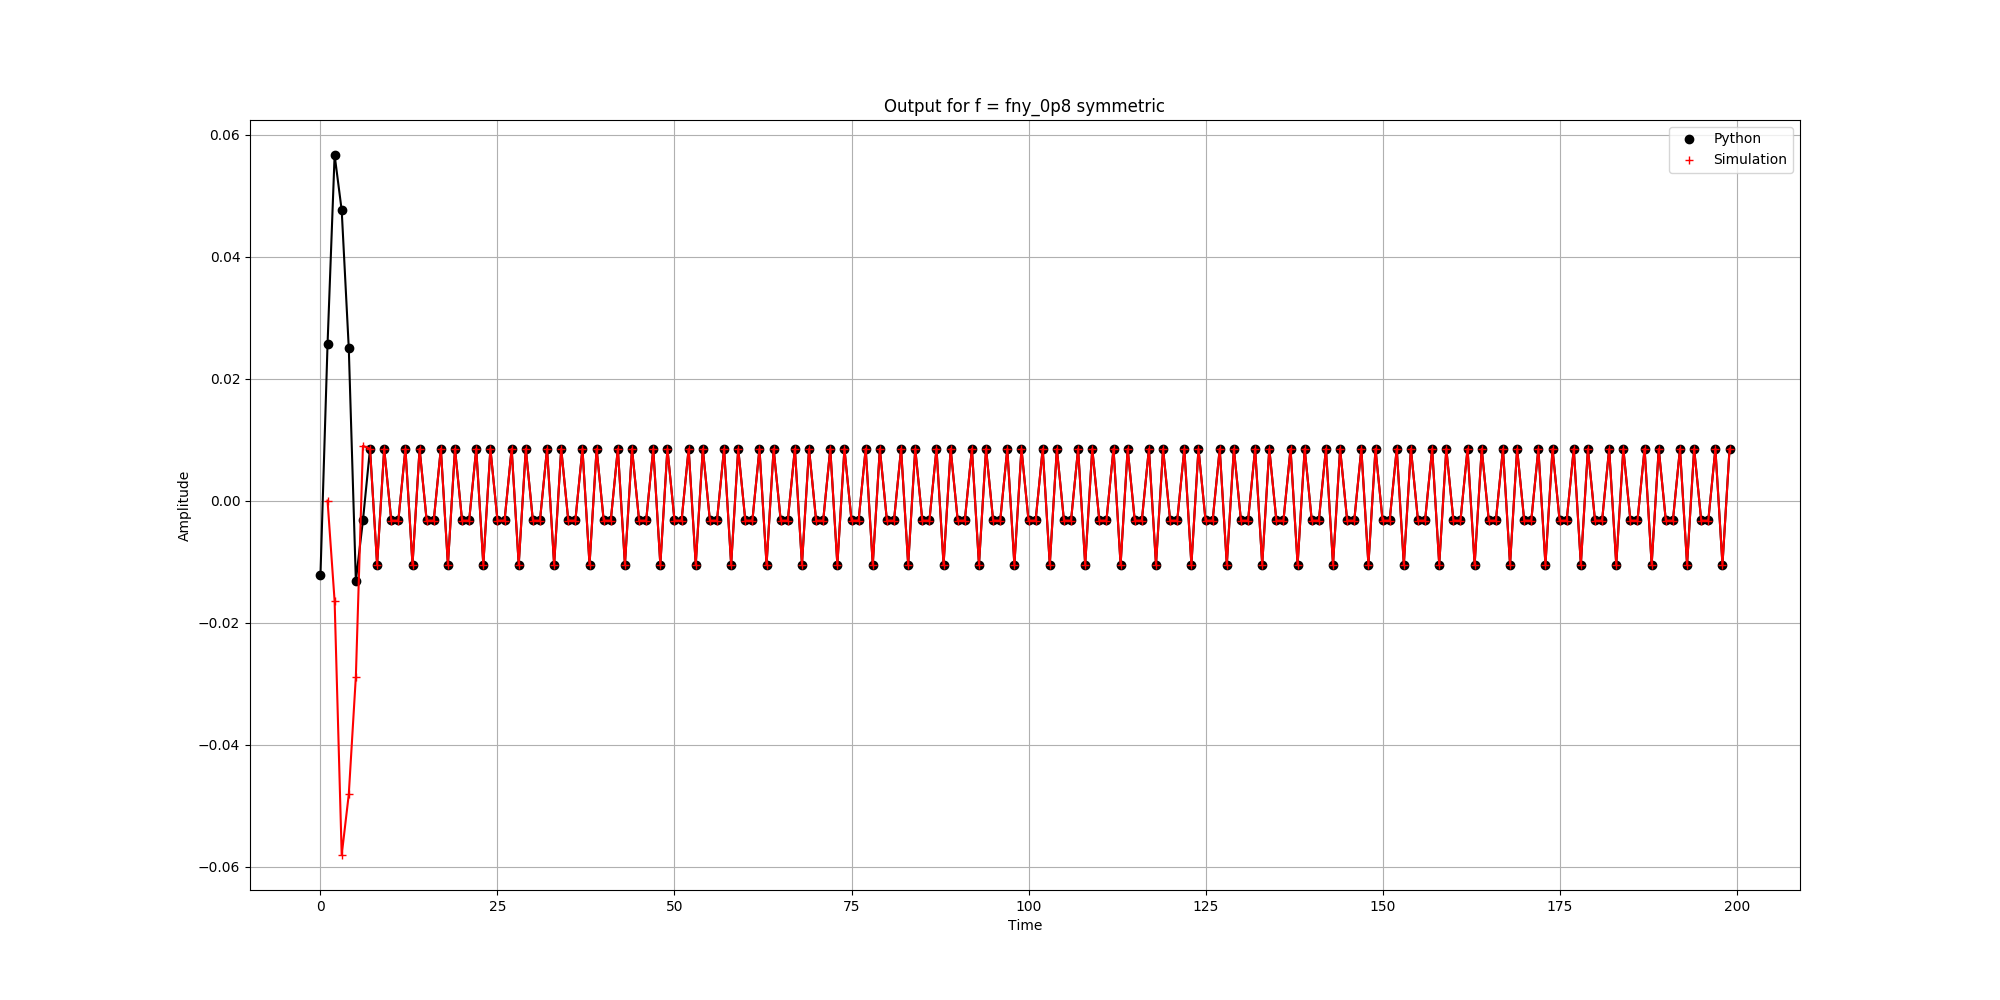 Output for f = fny_0p8 symmetric
Python
Simulation
0.06
0.04
0.02
0.00
−0.02
−0.04
−0.06
Amplitude
0 25 50 75 100 125 150 175 200
Time